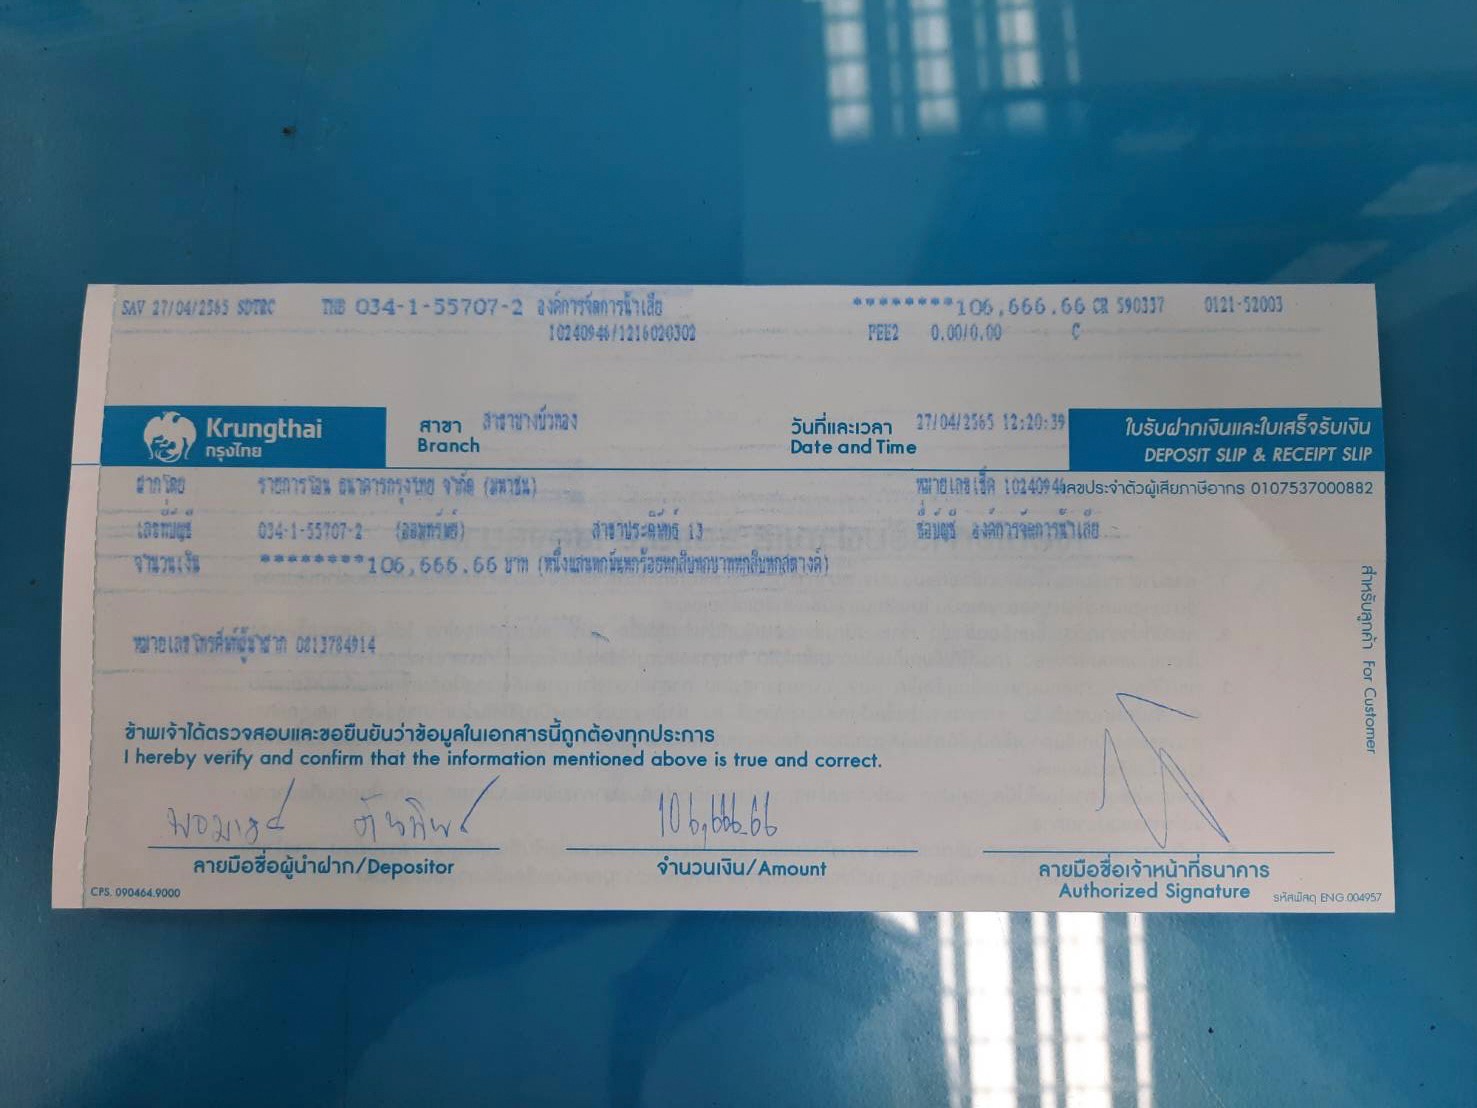 SAV 27/04/2565 SDTRC THB 034-1-55707-2 องค์การจัดการน้ำเสีย ********106,666.66 CR 590337 0121-52003
10240946/1216020302 FEE2 0.00/0.00 C
Krungthai
กรุงไทย
สาขา สาขาบางบัวทอง
Branch
วันที่และเวลา 27/04/2565 12:20:39
Date and Time
ใบรับฝากเงินและใบเสร็จรับเงิน
DEPOSIT SLIP & RECEIPT SLIP
ฝากโดย รายการโอน ธนาคารกรุงไทย จำกัด (มหาชน) หมายเลขเช็ค 10240946 เลขประจำตัวผู้เสียภาษีอากร 0107537000882
เลขที่บัญชี 034-1-55707-2 (ออมทรัพย์) สาขาประดิพัทธ์ 13 ชื่อบัญชี องค์การจัดการน้ำเสีย
จำนวนเงิน ********106,666.66 บาท (หนึ่งแสนหกพันหกร้อยหกสิบหกบาทหกสิบหกสตางค์)
หมายเลขโทรศัพท์ผู้นำฝาก 0813784914
สำหรับลูกค้า For Customer
ข้าพเจ้าได้ตรวจสอบและขอยืนยันว่าข้อมูลในเอกสารนี้ถูกต้องทุกประการ
I hereby verify and confirm that the information mentioned above is true and correct.
106,666.66
ลายมือชื่อผู้นำฝาก/Depositor จำนวนเงิน/Amount ลายมือชื่อเจ้าหน้าที่ธนาคาร
Authorized Signature
CPS. 090464.9000 รหัสพัสดุ ENG 004957